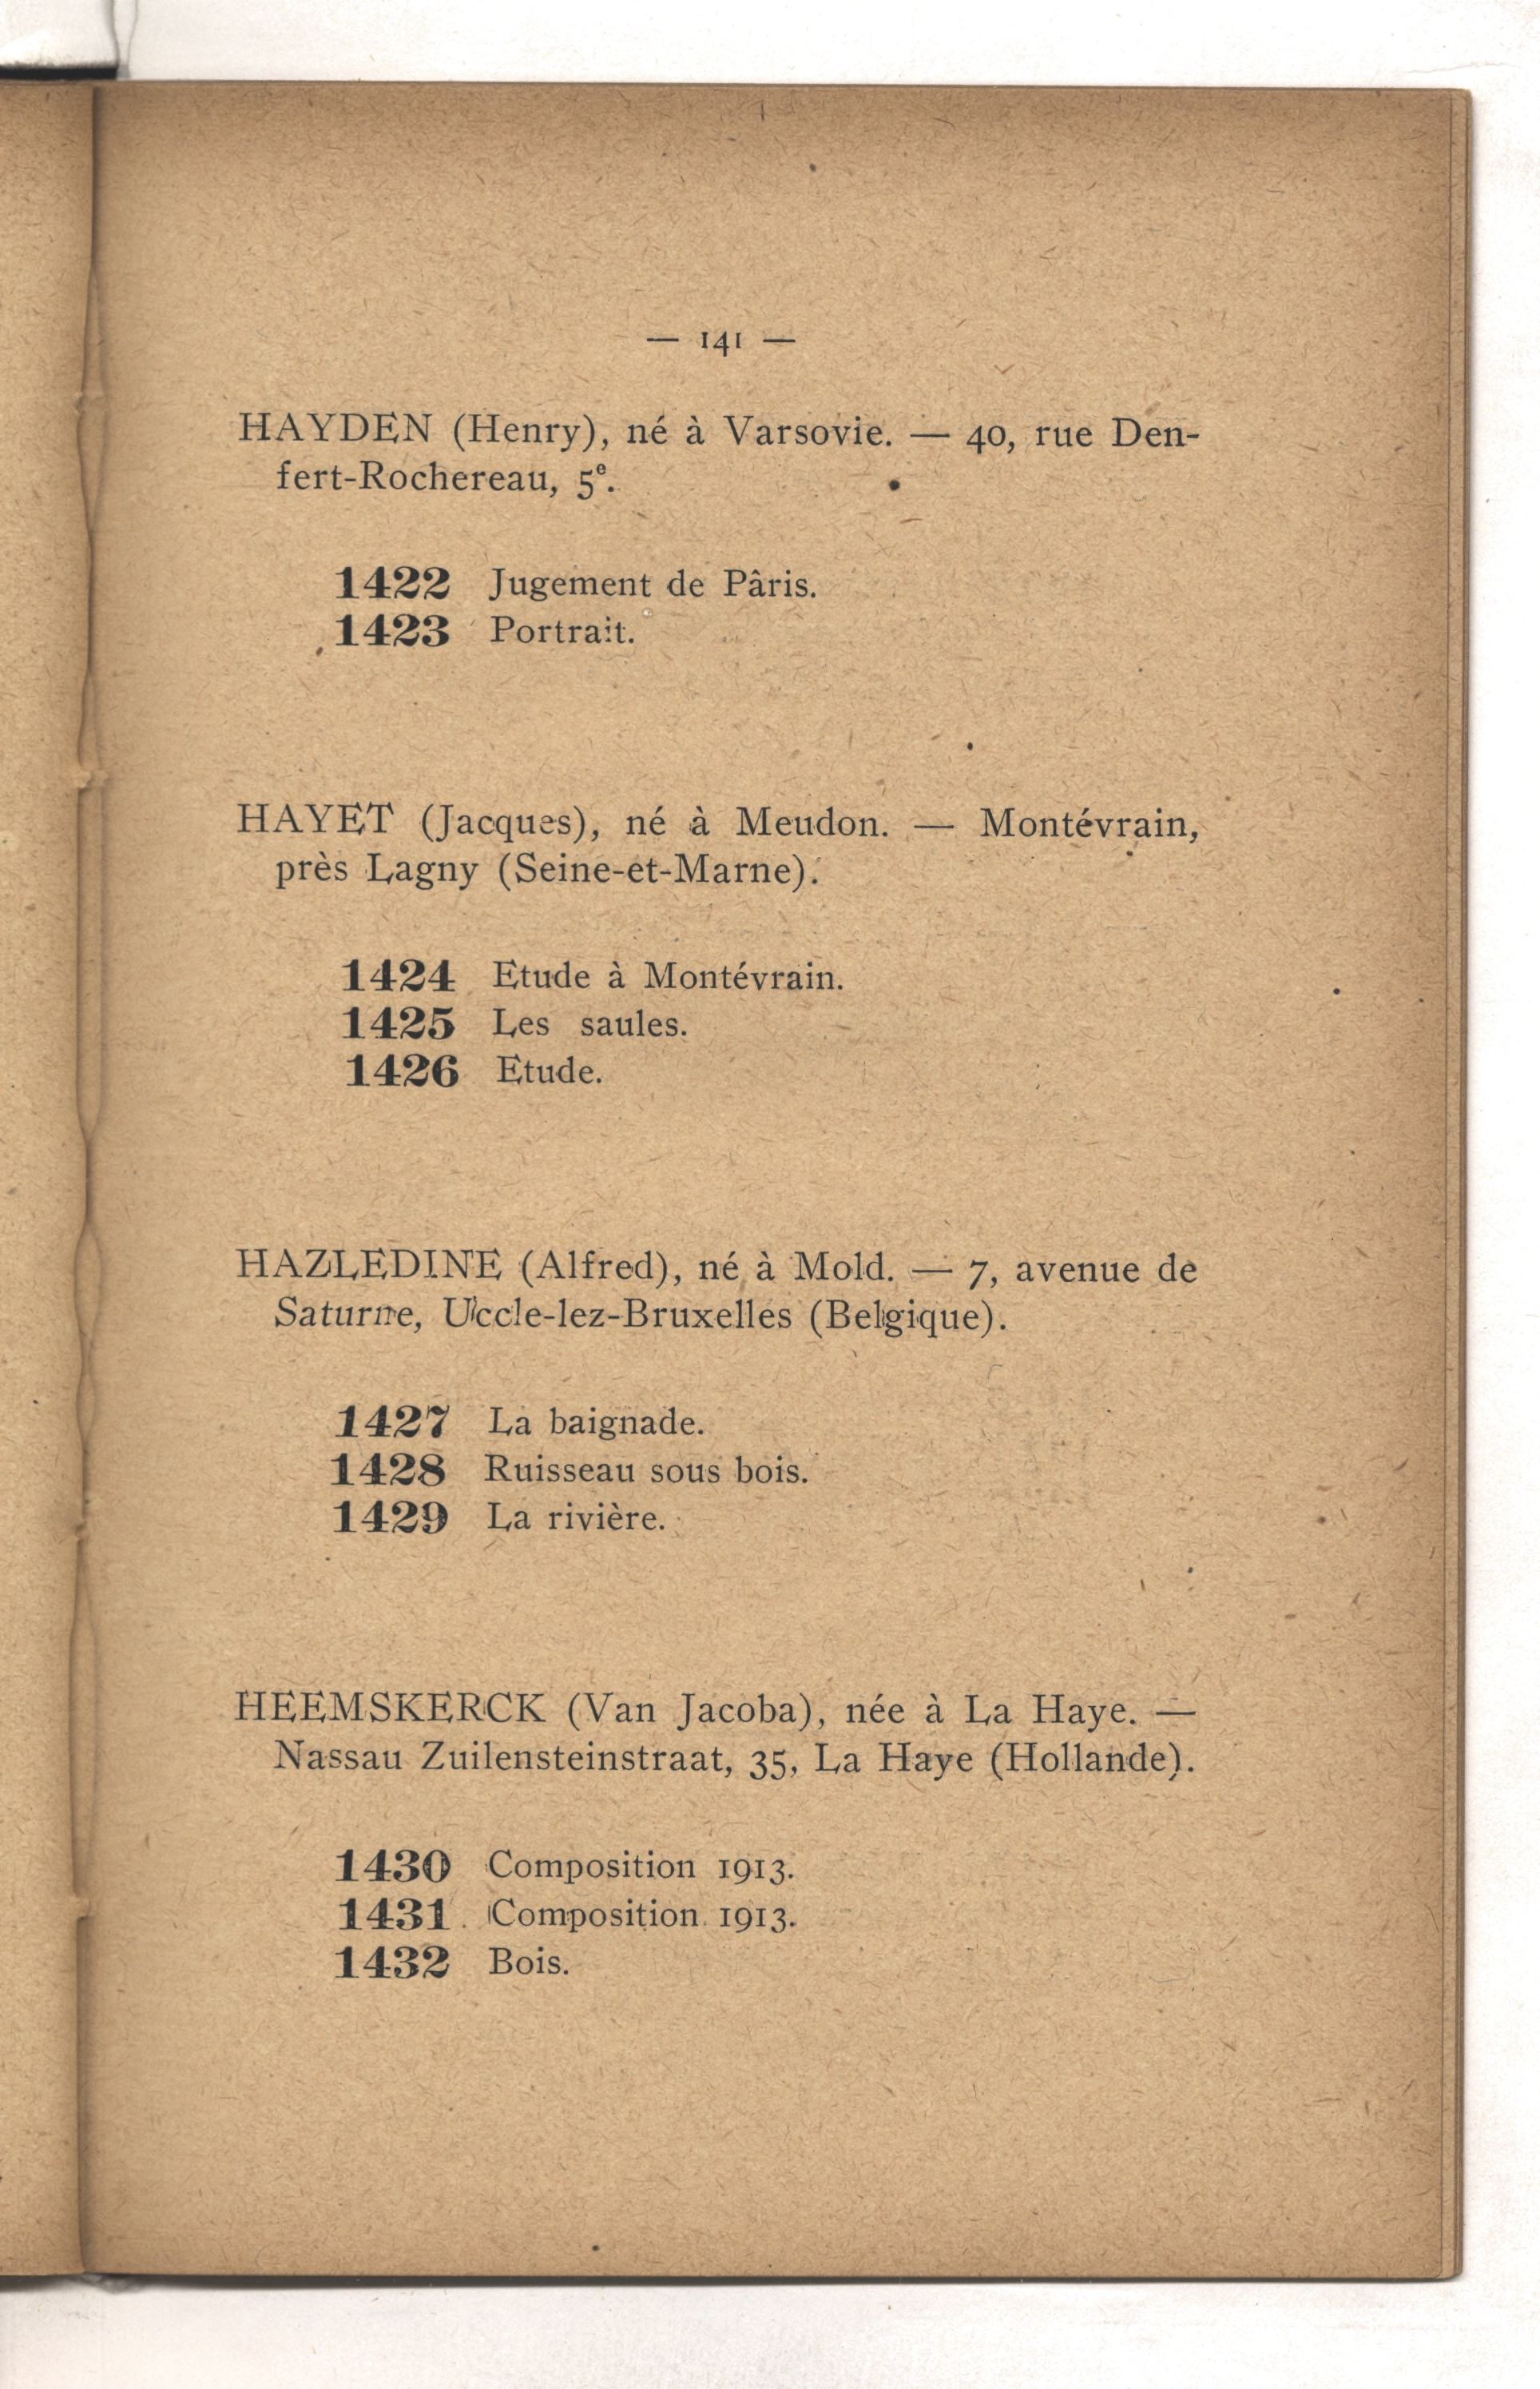 — 141 —
HAYDEN (Henry), né à Varsovie. — 40, rue Den-
fert-Rochereau, 5e.
1422 Jugement de Pâris.
1423 Portrait.
HAYET (Jacques), né à Meudon. — Montévrain,
près Lagny (Seine-et-Marne).
1424 Etude à Montévrain.
1425 Les saules.
1426 Etude.
HAZLEDINE (Alfred), né à Mold. — 7, avenue de
Saturne, Uccle-lez-Bruxelles (Belgique).
1427 La baignade.
1428 Ruisseau sous bois.
1429 La rivière.
HEEMSKERCK (Van Jacoba), née à La Haye. —
Nassau Zuilensteinstraat, 35, La Haye (Hollande).
1430 Composition 1913.
1431 Composition 1913.
1432 Bois.